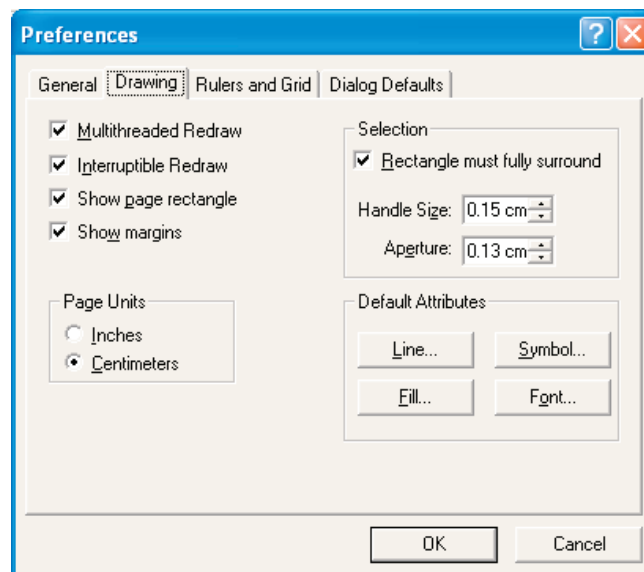 Preferences
General Drawing Rulers and Grid Dialog Defaults
Multithreaded Redraw
Interruptible Redraw
Show page rectangle
Show margins
Selection
Rectangle must fully surround
Handle Size: 0.15 cm
Aperture: 0.13 cm
Page Units
Inches
Centimeters
Default Attributes
Line... Symbol...
Fill... Font...
OK Cancel